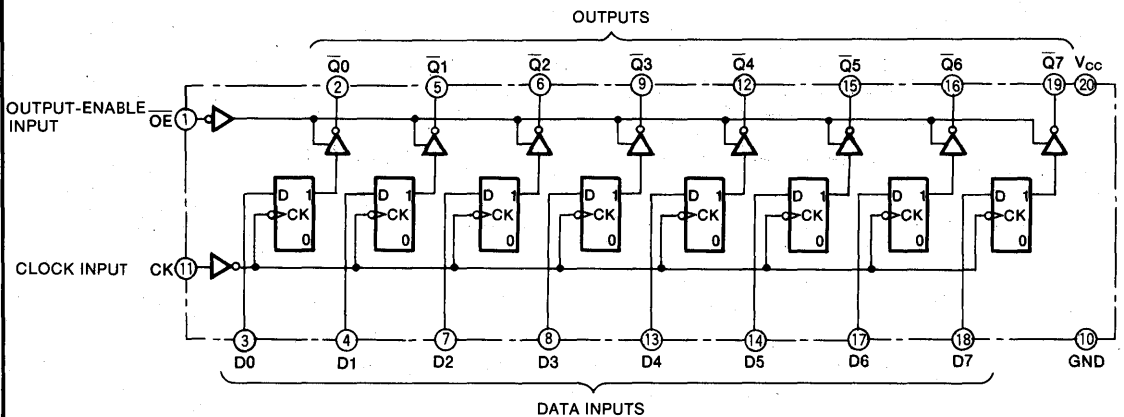 OUTPUTS
Q̅0 Q̅1 Q̅2 Q̅3 Q̅4 Q̅5 Q̅6 Q̅7 Vcc
2 5 6 9 12 15 16 19 20
OUTPUT-ENABLE INPUT O̅E̅ 1
D 1 D 1 D 1 D 1 D 1 D 1 D 1 D 1
CK CK CK CK CK CK CK CK
0 0 0 0 0 0 0 0
CLOCK INPUT CK 11
3 4 7 8 13 14 17 18 10
D0 D1 D2 D3 D4 D5 D6 D7 GND
DATA INPUTS